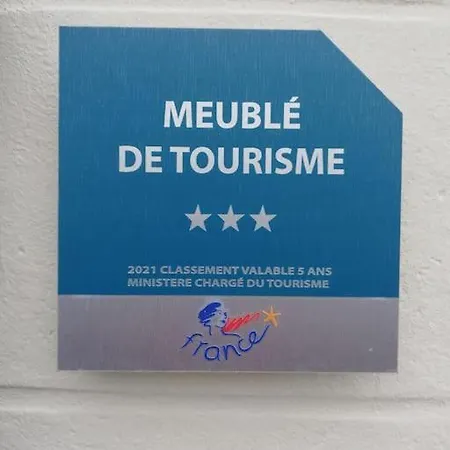 MEUBLÉ
DE TOURISME
2021 CLASSEMENT VALABLE 5 ANS
MINISTERE CHARGÉ DU TOURISME
france